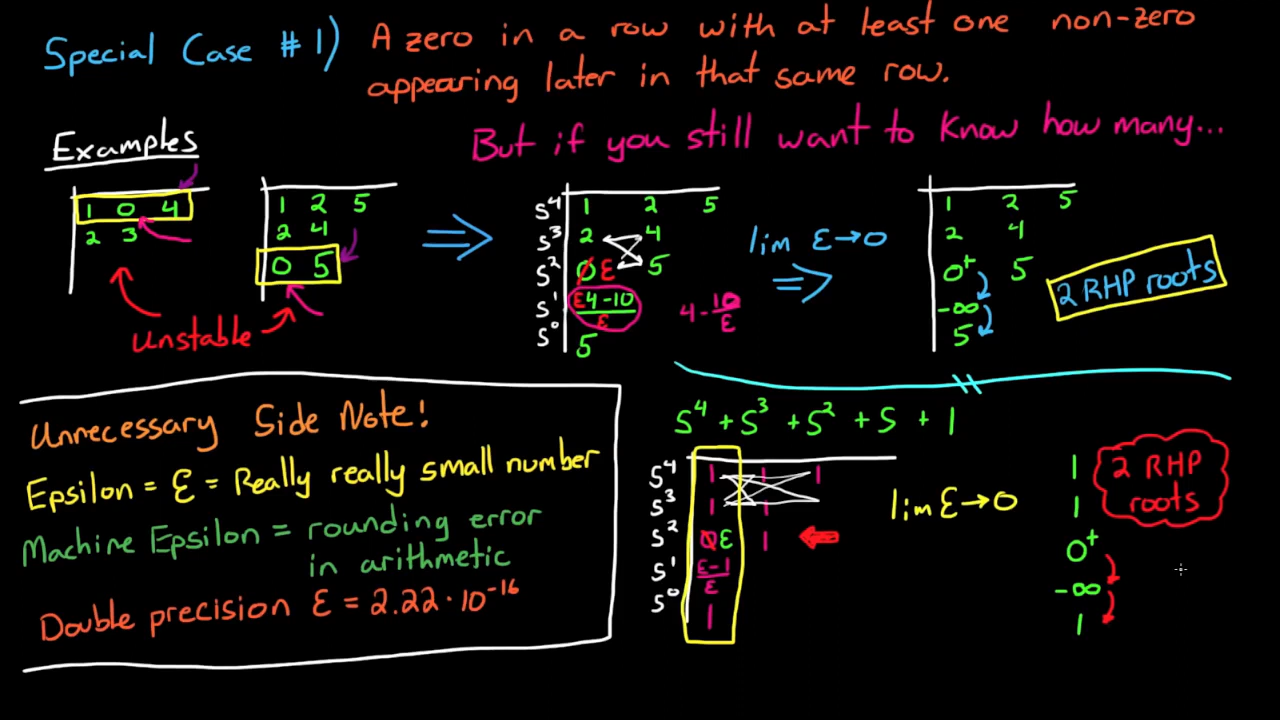 Special Case #1) A zero in a row with at least one non-zero
appearing later in that same row.
Examples
But if you still want to know how many...
1 0 4
2 3
1 2 5
2 4
0 5
Unstable
S⁴ 1 2 5
S³ 2 4
S² 0 ε 5
S¹ ε4-10
ε
S⁰ 5
4 - 10/ε
lim ε→0
1 2 5
2 4
0⁺ 5
-∞
5
2 RHP roots
Unnecessary Side Note!
Epsilon = ε = Really really small number
Machine Epsilon = rounding error
in arithmetic
Double precision ε = 2.22·10⁻¹⁶
S⁴ + S³ + S² + S + 1
S⁴ 1 1 1
S³ 1 1
S² 0 ε 1
S¹ ε-1
ε
S⁰ 1
lim ε→0
1
1
0⁺
-∞
1
2 RHP
roots